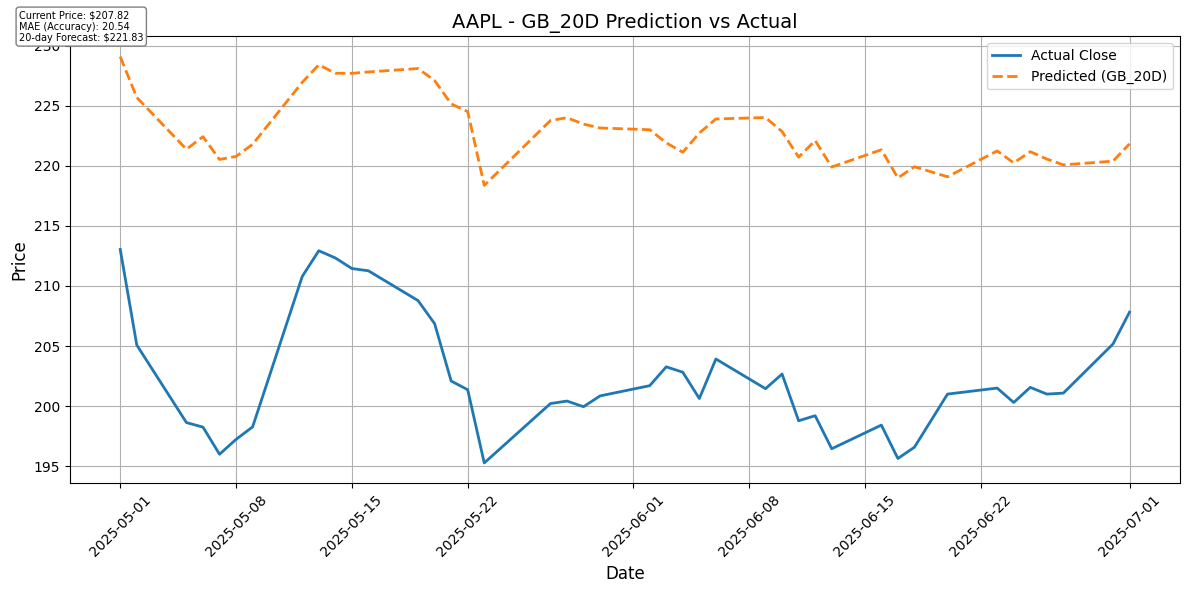 AAPL - GB_20D Prediction vs Actual
Current Price: $207.82
MAE (Accuracy): 20.54
20-day Forecast: $221.83
Actual Close
Predicted (GB_20D)
Price
230
225
220
215
210
205
200
195
2025-05-01
2025-05-08
2025-05-15
2025-05-22
2025-06-01
2025-06-08
2025-06-15
2025-06-22
2025-07-01
Date